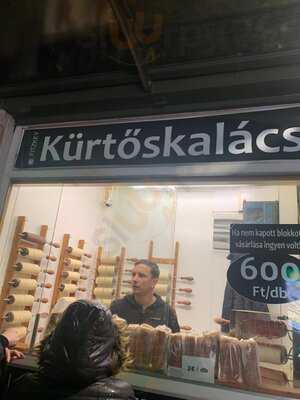 Kürtőskalács
Ha nem kapott blokkot
vásárlása ingyen volt!
600
Ft/db